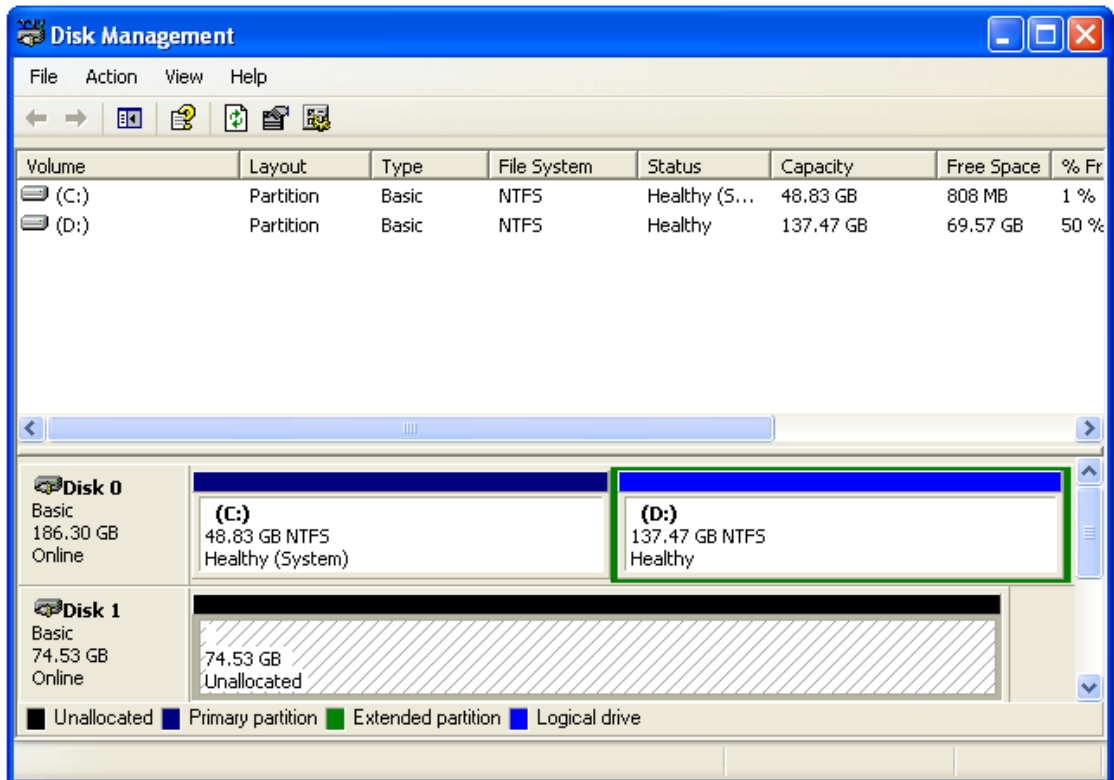 Disk Management
File Action View Help
Volume Layout Type File System Status Capacity Free Space % Fr
(C:) Partition Basic NTFS Healthy (S... 48.83 GB 808 MB 1 %
(D:) Partition Basic NTFS Healthy 137.47 GB 69.57 GB 50 %
Disk 0
Basic
186.30 GB
Online
(C:)
48.83 GB NTFS
Healthy (System)
(D:)
137.47 GB NTFS
Healthy
Disk 1
Basic
74.53 GB
Online
74.53 GB
Unallocated
Unallocated Primary partition Extended partition Logical drive